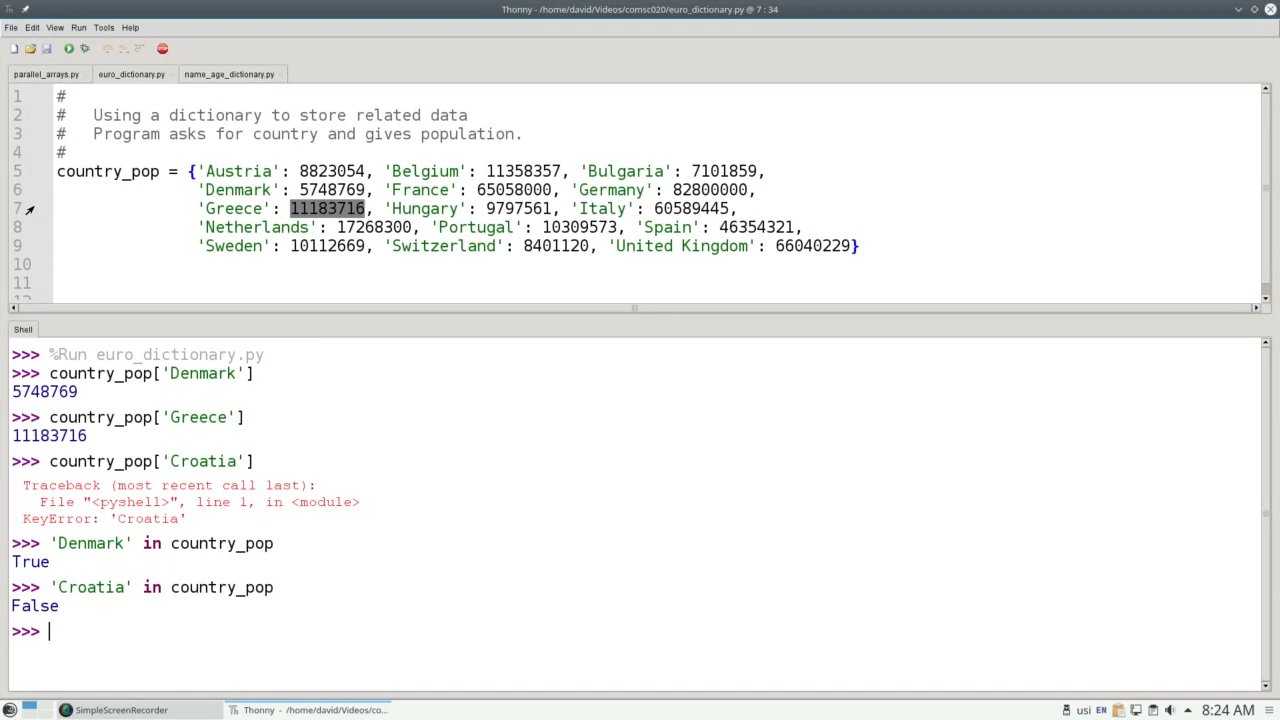 Thonny - /home/david/Videos/comsc020/euro_dictionary.py @ 7 : 34
File Edit View Run Tools Help
parallel_arrays.py euro_dictionary.py name_age_dictionary.py
1 #
2 #   Using a dictionary to store related data
3 #   Program asks for country and gives population.
4 #
5 country_pop = {'Austria': 8823054, 'Belgium': 11358357, 'Bulgaria': 7101859,
6 'Denmark': 5748769, 'France': 65058000, 'Germany': 82800000,
7 'Greece': 11183716, 'Hungary': 9797561, 'Italy': 60589445,
8 'Netherlands': 17268300, 'Portugal': 10309573, 'Spain': 46354321,
9 'Sweden': 10112669, 'Switzerland': 8401120, 'United Kingdom': 66040229}
10
11
12
Shell
>>> %Run euro_dictionary.py
>>> country_pop['Denmark']
5748769
>>> country_pop['Greece']
11183716
>>> country_pop['Croatia']
Traceback (most recent call last):
File "<pyshell>", line 1, in <module>
KeyError: 'Croatia'
>>> 'Denmark' in country_pop
True
>>> 'Croatia' in country_pop
False
>>>
SimpleScreenRecorder Thonny - /home/david/Videos/co... usi EN 8:24 AM